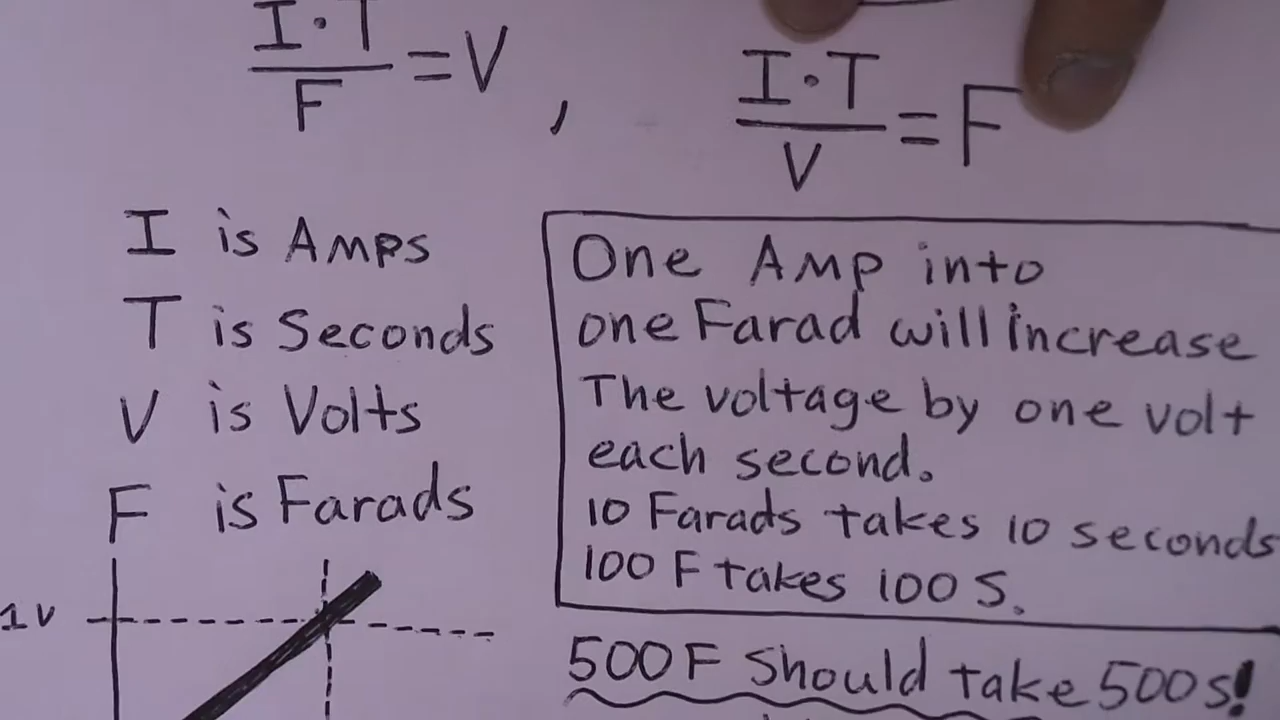 I·T
F
=V
,
I·T
V
=F
I is Amps
T is Seconds
V is Volts
F is Farads
One Amp into
one Farad will increase
The voltage by one volt
each second.
10 Farads takes 10 seconds
100 F takes 100 S.
1V
500F Should take 500s!